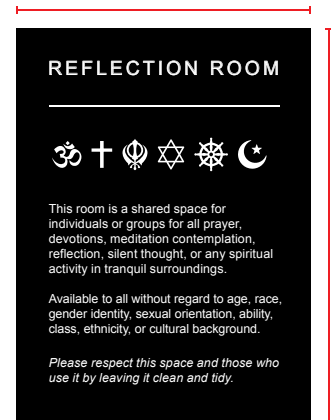 REFLECTION ROOM
This room is a shared space for
individuals or groups for all prayer,
devotions, meditation contemplation,
reflection, silent thought, or any spiritual
activity in tranquil surroundings.
Available to all without regard to age, race,
gender identity, sexual orientation, ability,
class, ethnicity, or cultural background.
Please respect this space and those who
use it by leaving it clean and tidy.